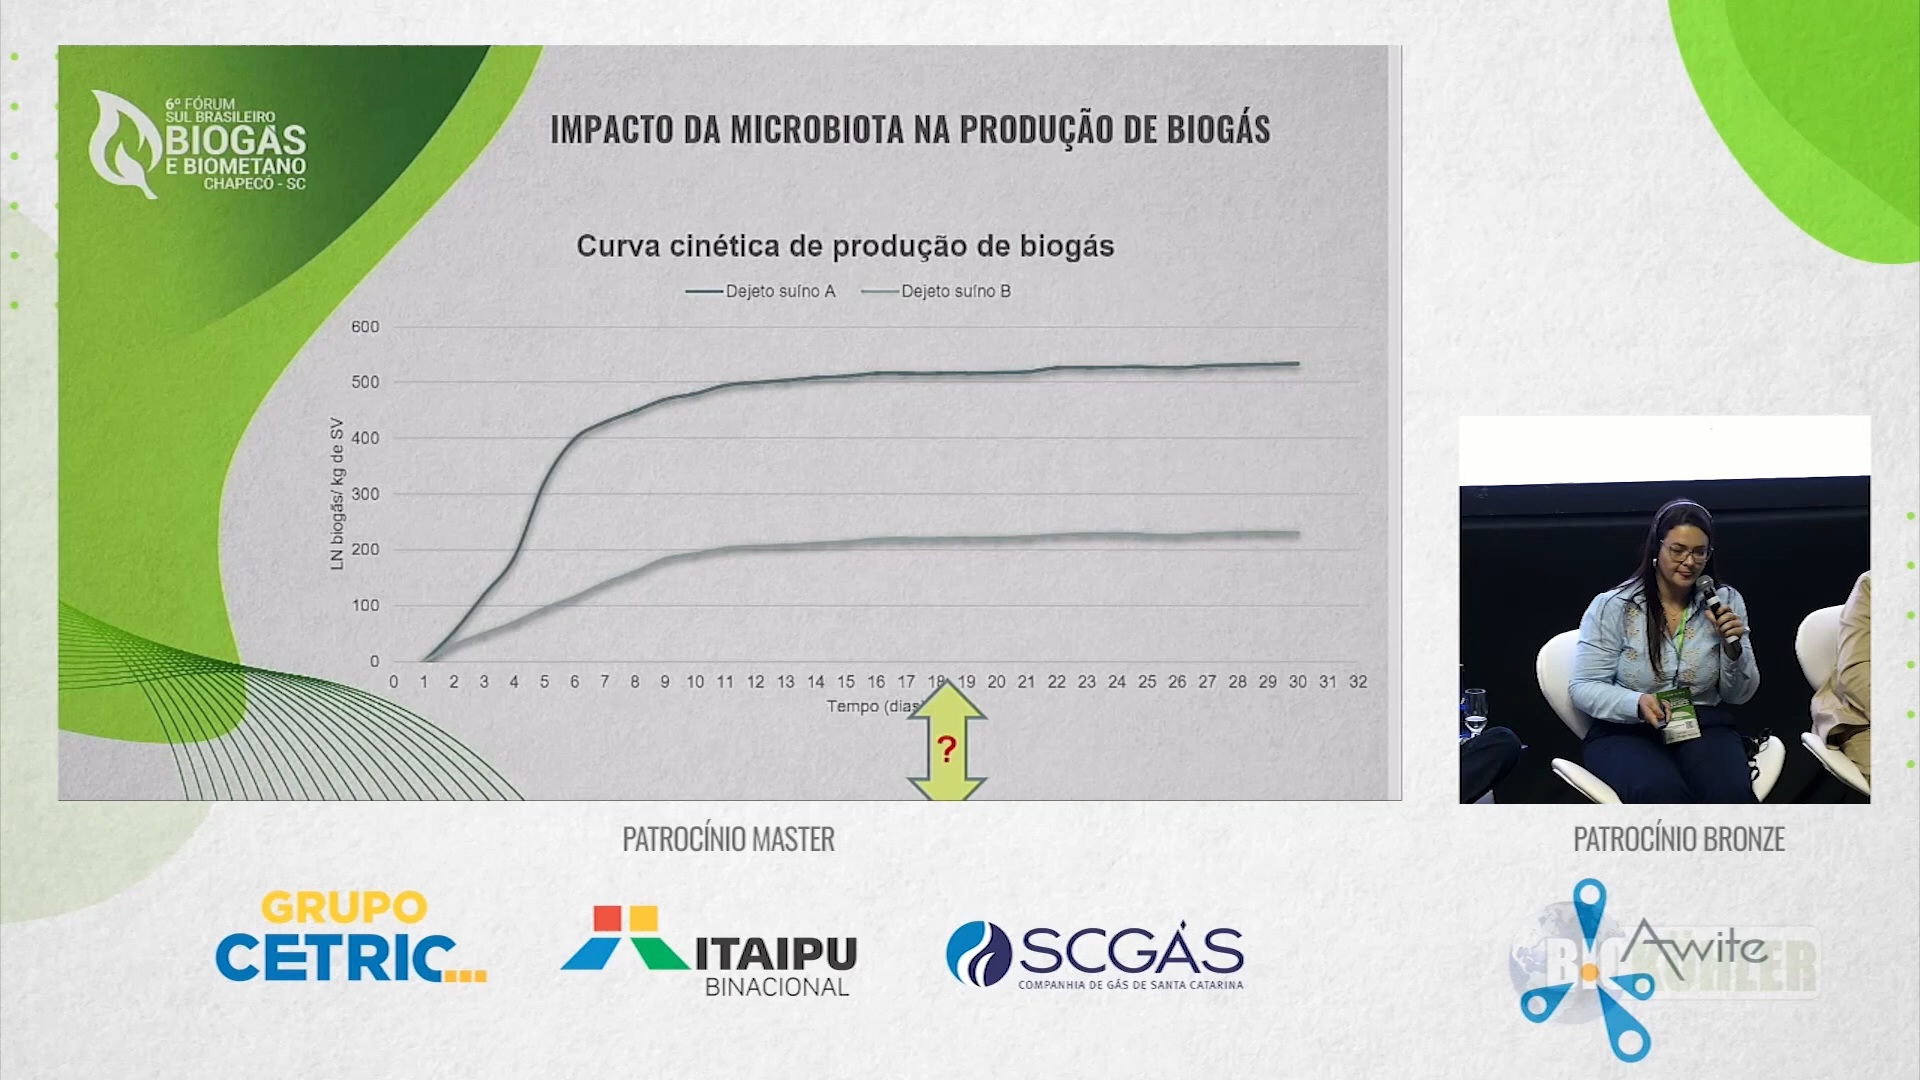 6º FÓRUM
SUL BRASILEIRO
BIOGÁS
E BIOMETANO
CHAPECÓ - SC
IMPACTO DA MICROBIOTA NA PRODUÇÃO DE BIOGÁS
Curva cinética de produção de biogás
Dejeto suíno A
Dejeto suíno B
LN biogás/ kg de SV
600
500
400
300
200
100
0
0 1 2 3 4 5 6 7 8 9 10 11 12 13 14 15 16 17 18 19 20 21 22 23 24 25 26 27 28 29 30 31 32
Tempo (dias
?
PATROCÍNIO MASTER
PATROCÍNIO BRONZE
GRUPO
CETRIC...
ITAIPU
BINACIONAL
SCGÁS
COMPANHIA DE GÁS DE SANTA CATARINA
Awite
BIOKÖHLER